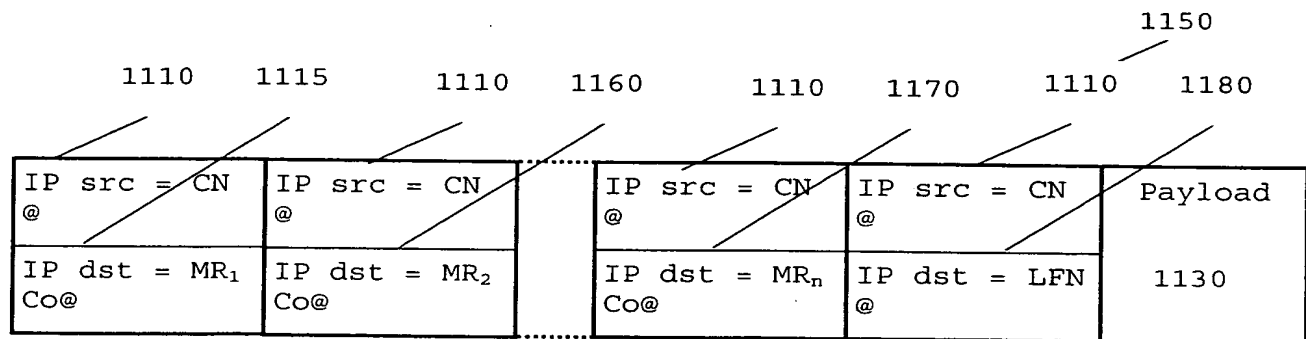 1150
1110 1115 1110 1160 1110 1170 1110 1180
IP src = CN IP src = CN IP src = CN IP src = CN Payload
@ @ @ @
IP dst = MR₁ IP dst = MR₂ IP dst = MRₙ IP dst = LFN 1130
Co@ Co@ Co@ @